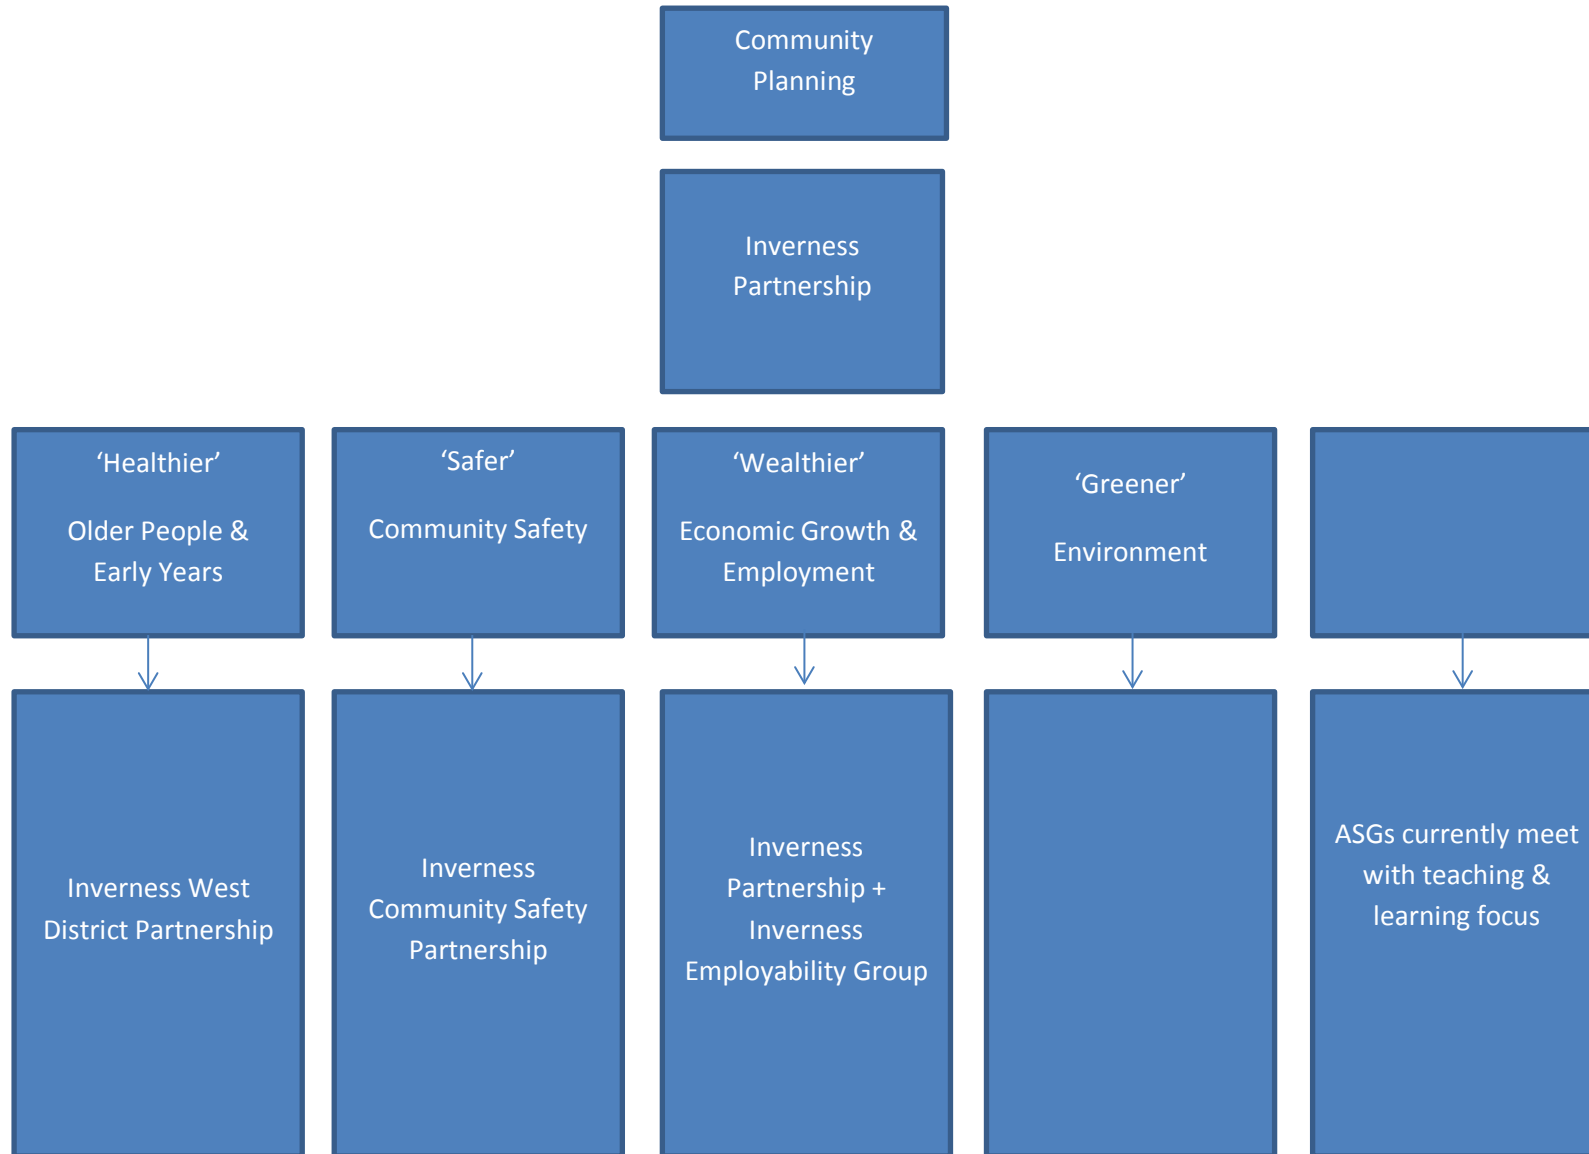 Community
Planning
Inverness
Partnership
‘Healthier’
Older People &
Early Years
‘Safer’
Community Safety
‘Wealthier’
Economic Growth &
Employment
‘Greener’
Environment
Inverness West
District Partnership
Inverness
Community Safety
Partnership
Inverness
Partnership +
Inverness
Employability Group
ASGs currently meet
with teaching &
learning focus